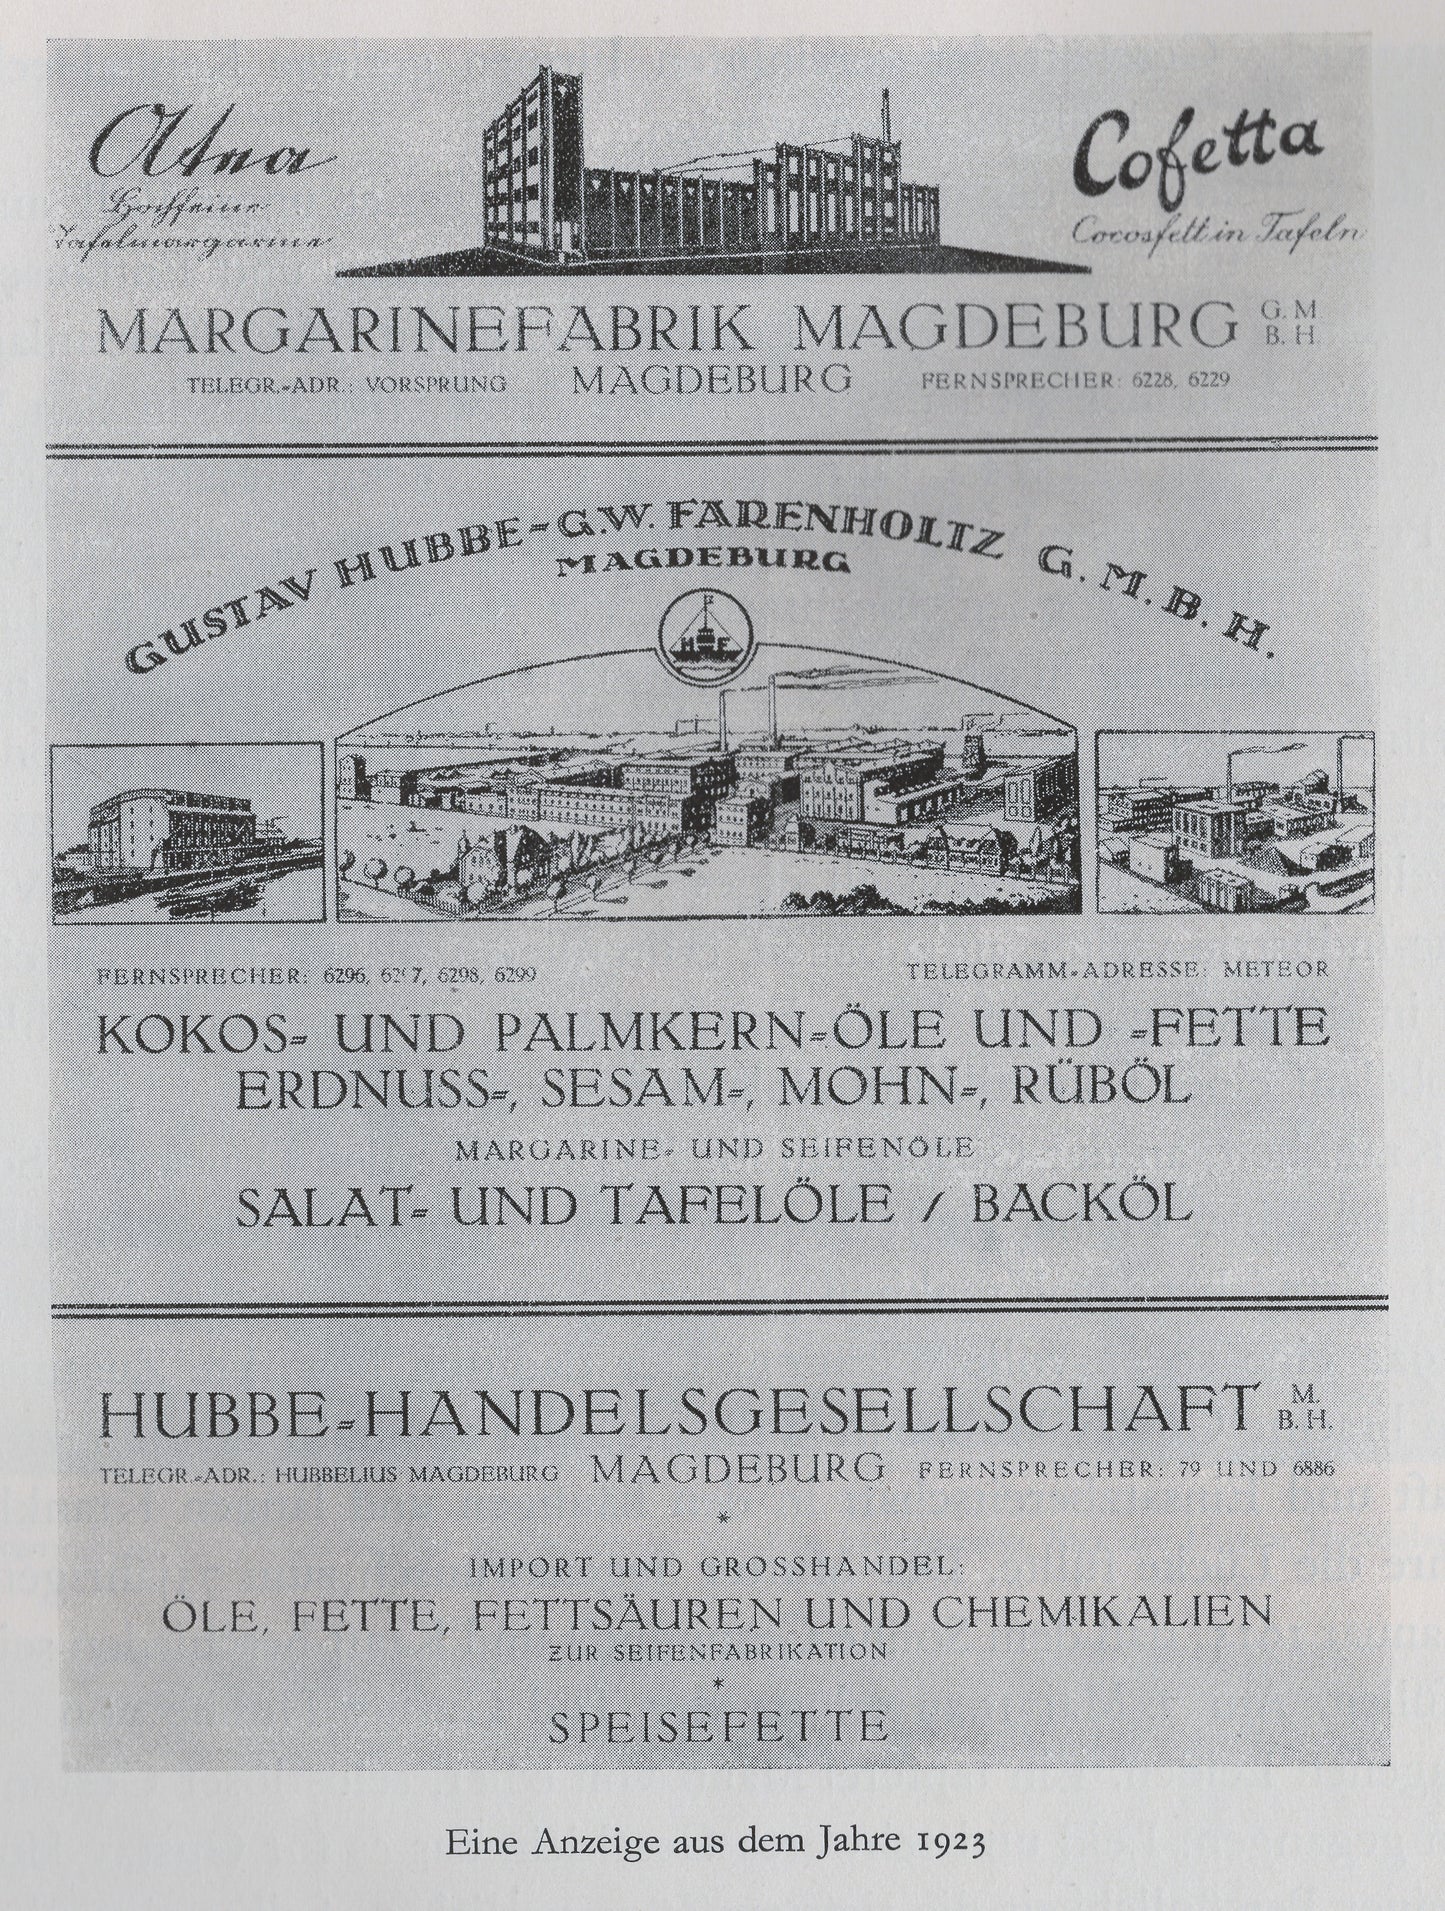 Atna
Hochfeine
Tafelmargarine
Cofetta
Cocosfett in Tafeln
MARGARINEFABRIK MAGDEBURG G.M.B.H.
TELEGR.-ADR.: VORSPRUNG MAGDEBURG FERNSPRECHER: 6228, 6229
GUSTAV HUBBE-G.W. FARENHOLTZ G.M.B.H.
MAGDEBURG
H F
FERNSPRECHER: 6296, 6298, 6299 TELEGRAMM-ADRESSE: METEOR
KOKOS- UND PALMKERN-ÖLE UND -FETTE
ERDNUSS-, SESAM-, MOHN-, RÜBÖL
MARGARINE- UND SEIFENÖLE
SALAT- UND TAFELÖLE / BACKÖL
HUBBE-HANDELSGESELLSCHAFT M.B.H.
TELEGR.-ADR.: HUBBELIUS MAGDEBURG MAGDEBURG FERNSPRECHER: 79 UND 6886
*
IMPORT UND GROSSHANDEL:
ÖLE, FETTE, FETTSÄUREN UND CHEMIKALIEN
ZUR SEIFENFABRIKATION
*
SPEISEFETTE
Eine Anzeige aus dem Jahre 1923